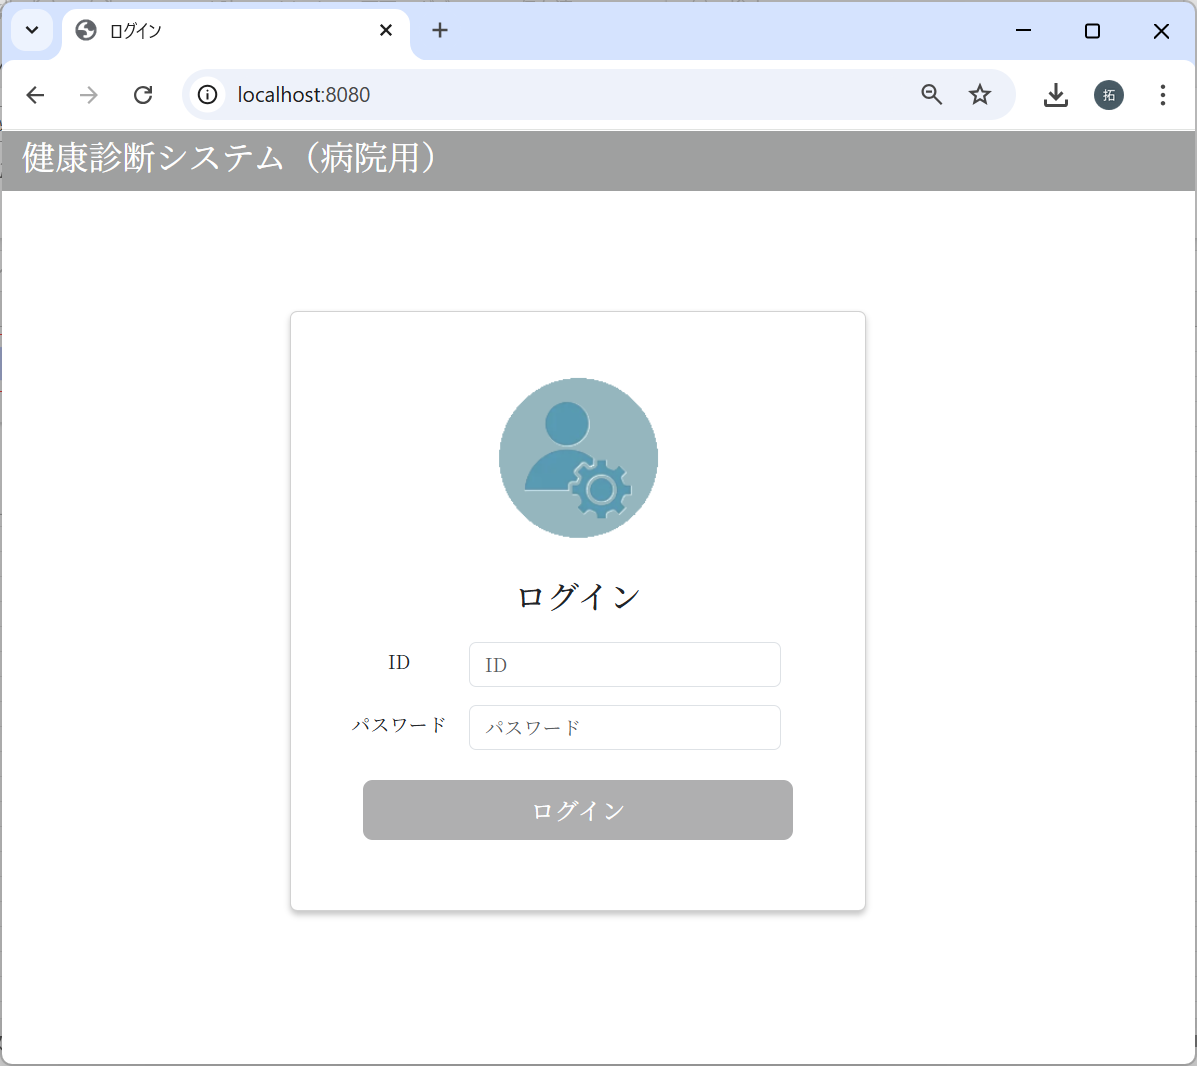 ログイン
localhost:8080
拓
健康診断システム（病院用）
ログイン
ID ID
パスワード パスワード
ログイン